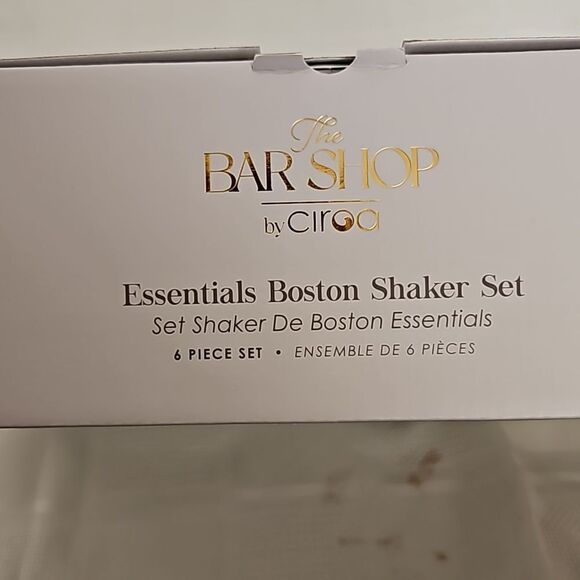 The
BAR SHOP
by ciroa
Essentials Boston Shaker Set
Set Shaker De Boston Essentials
6 PIECE SET • ENSEMBLE DE 6 PIÈCES